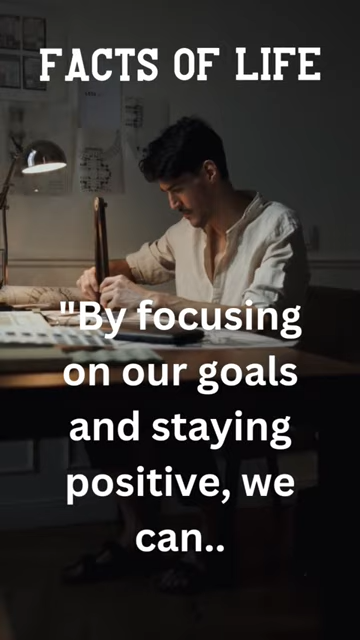 FACTS OF LIFE
"By focusing
on our goals
and staying
positive, we
can..